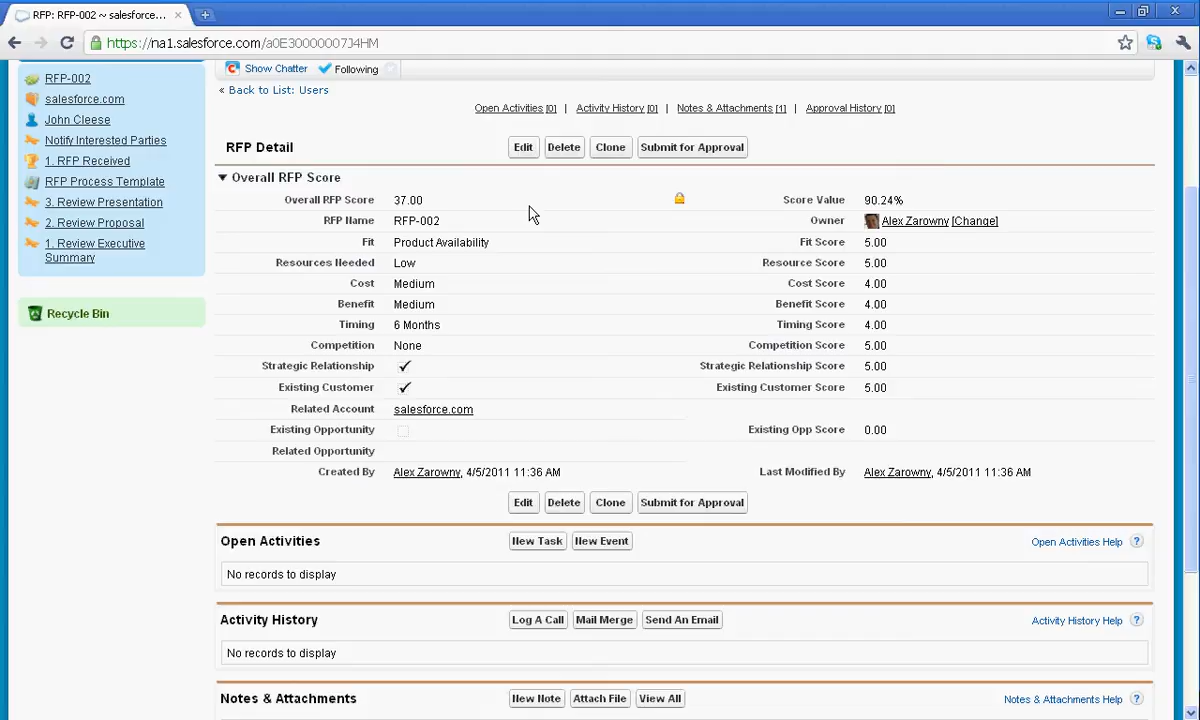 RFP: RFP-002 ~ salesforce...
https://na1.salesforce.com/a0E30000007J4HM
RFP-002
salesforce.com
John Cleese
Notify Interested Parties
1. RFP Received
RFP Process Template
3. Review Presentation
2. Review Proposal
1. Review Executive
Summary
Recycle Bin
Show Chatter Following
« Back to List: Users
Open Activities [0] | Activity History [0] | Notes & Attachments [1] | Approval History [0]
RFP Detail Edit Delete Clone Submit for Approval
Overall RFP Score
Overall RFP Score 37.00 Score Value 90.24%
RFP Name RFP-002 Owner Alex Zarowny [Change]
Fit Product Availability Fit Score 5.00
Resources Needed Low Resource Score 5.00
Cost Medium Cost Score 4.00
Benefit Medium Benefit Score 4.00
Timing 6 Months Timing Score 4.00
Competition None Competition Score 5.00
Strategic Relationship Strategic Relationship Score 5.00
Existing Customer Existing Customer Score 5.00
Related Account salesforce.com
Existing Opportunity Existing Opp Score 0.00
Related Opportunity
Created By Alex Zarowny, 4/5/2011 11:36 AM Last Modified By Alex Zarowny, 4/5/2011 11:36 AM
Edit Delete Clone Submit for Approval
Open Activities New Task New Event Open Activities Help ?
No records to display
Activity History Log A Call Mail Merge Send An Email Activity History Help ?
No records to display
Notes & Attachments New Note Attach File View All Notes & Attachments Help ?